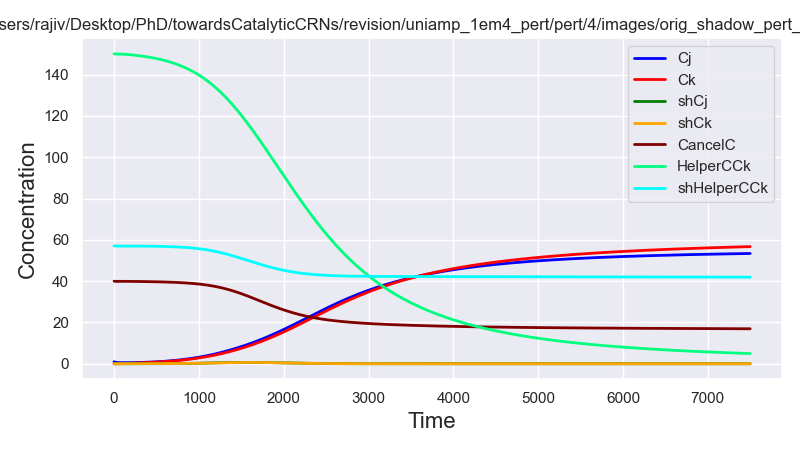 sers/rajiv/Desktop/PhD/towardsCatalyticCRNs/revision/uniamp_1em4_pert/pert/4/images/orig_shadow_pert_
Cj
Ck
shCj
shCk
CancelC
HelperCCk
shHelperCCk
Concentration
140
120
100
80
60
40
20
0
0 1000 2000 3000 4000 5000 6000 7000
Time